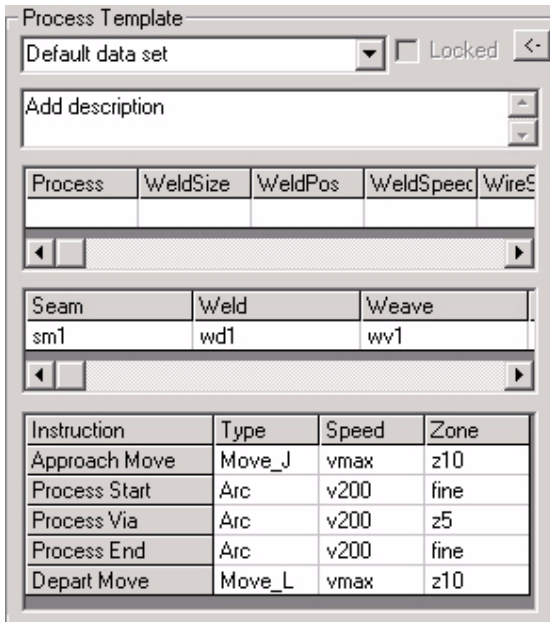 Process Template
Default data set Locked <-
Add description
Process WeldSize WeldPos WeldSpeed WireS
Seam Weld Weave
sm1 wd1 wv1
Instruction Type Speed Zone
Approach Move Move_J vmax z10
Process Start Arc v200 fine
Process Via Arc v200 z5
Process End Arc v200 fine
Depart Move Move_L vmax z10